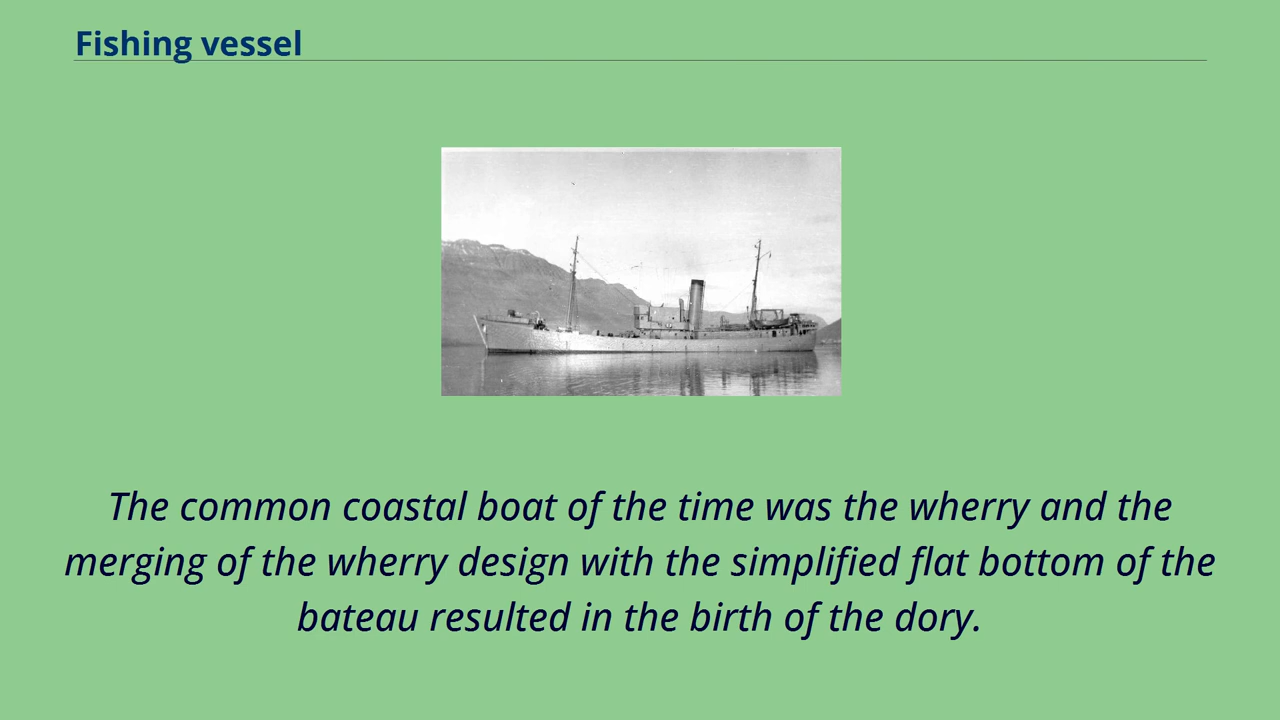 Fishing vessel
The common coastal boat of the time was the wherry and the
merging of the wherry design with the simplified flat bottom of the
bateau resulted in the birth of the dory.